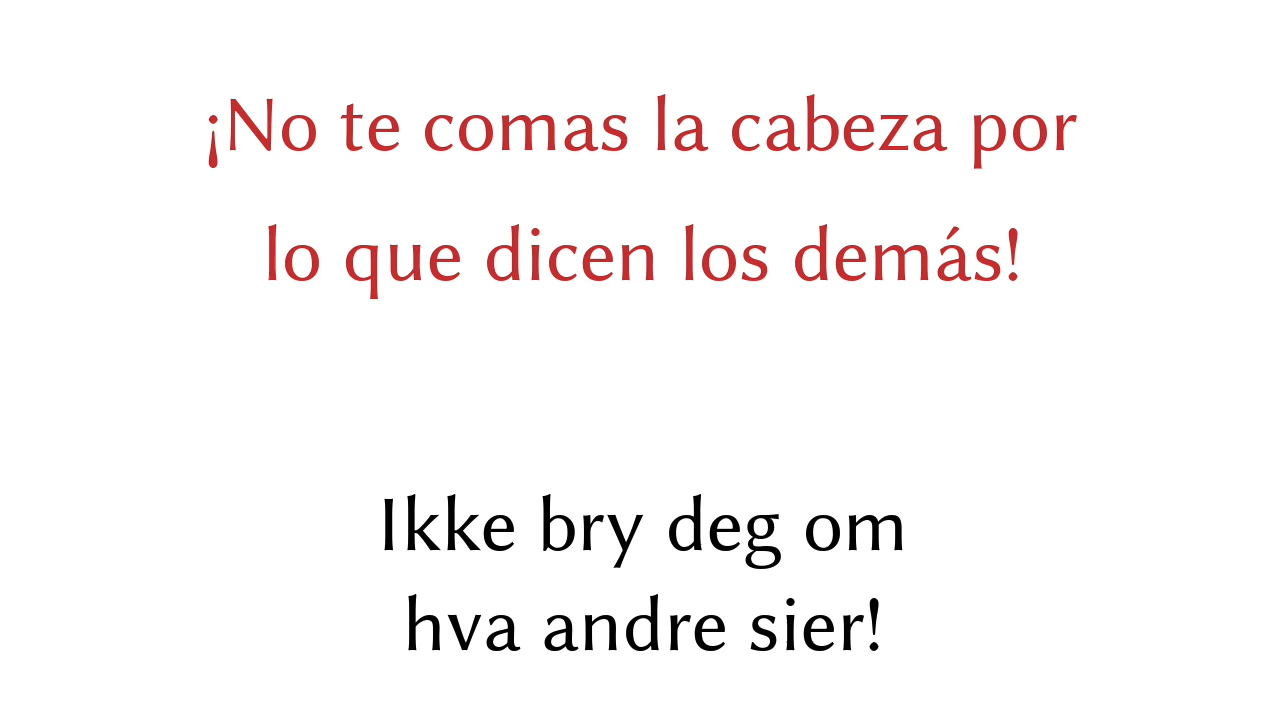 ¡No te comas la cabeza por
lo que dicen los demás!
Ikke bry deg om
hva andre sier!